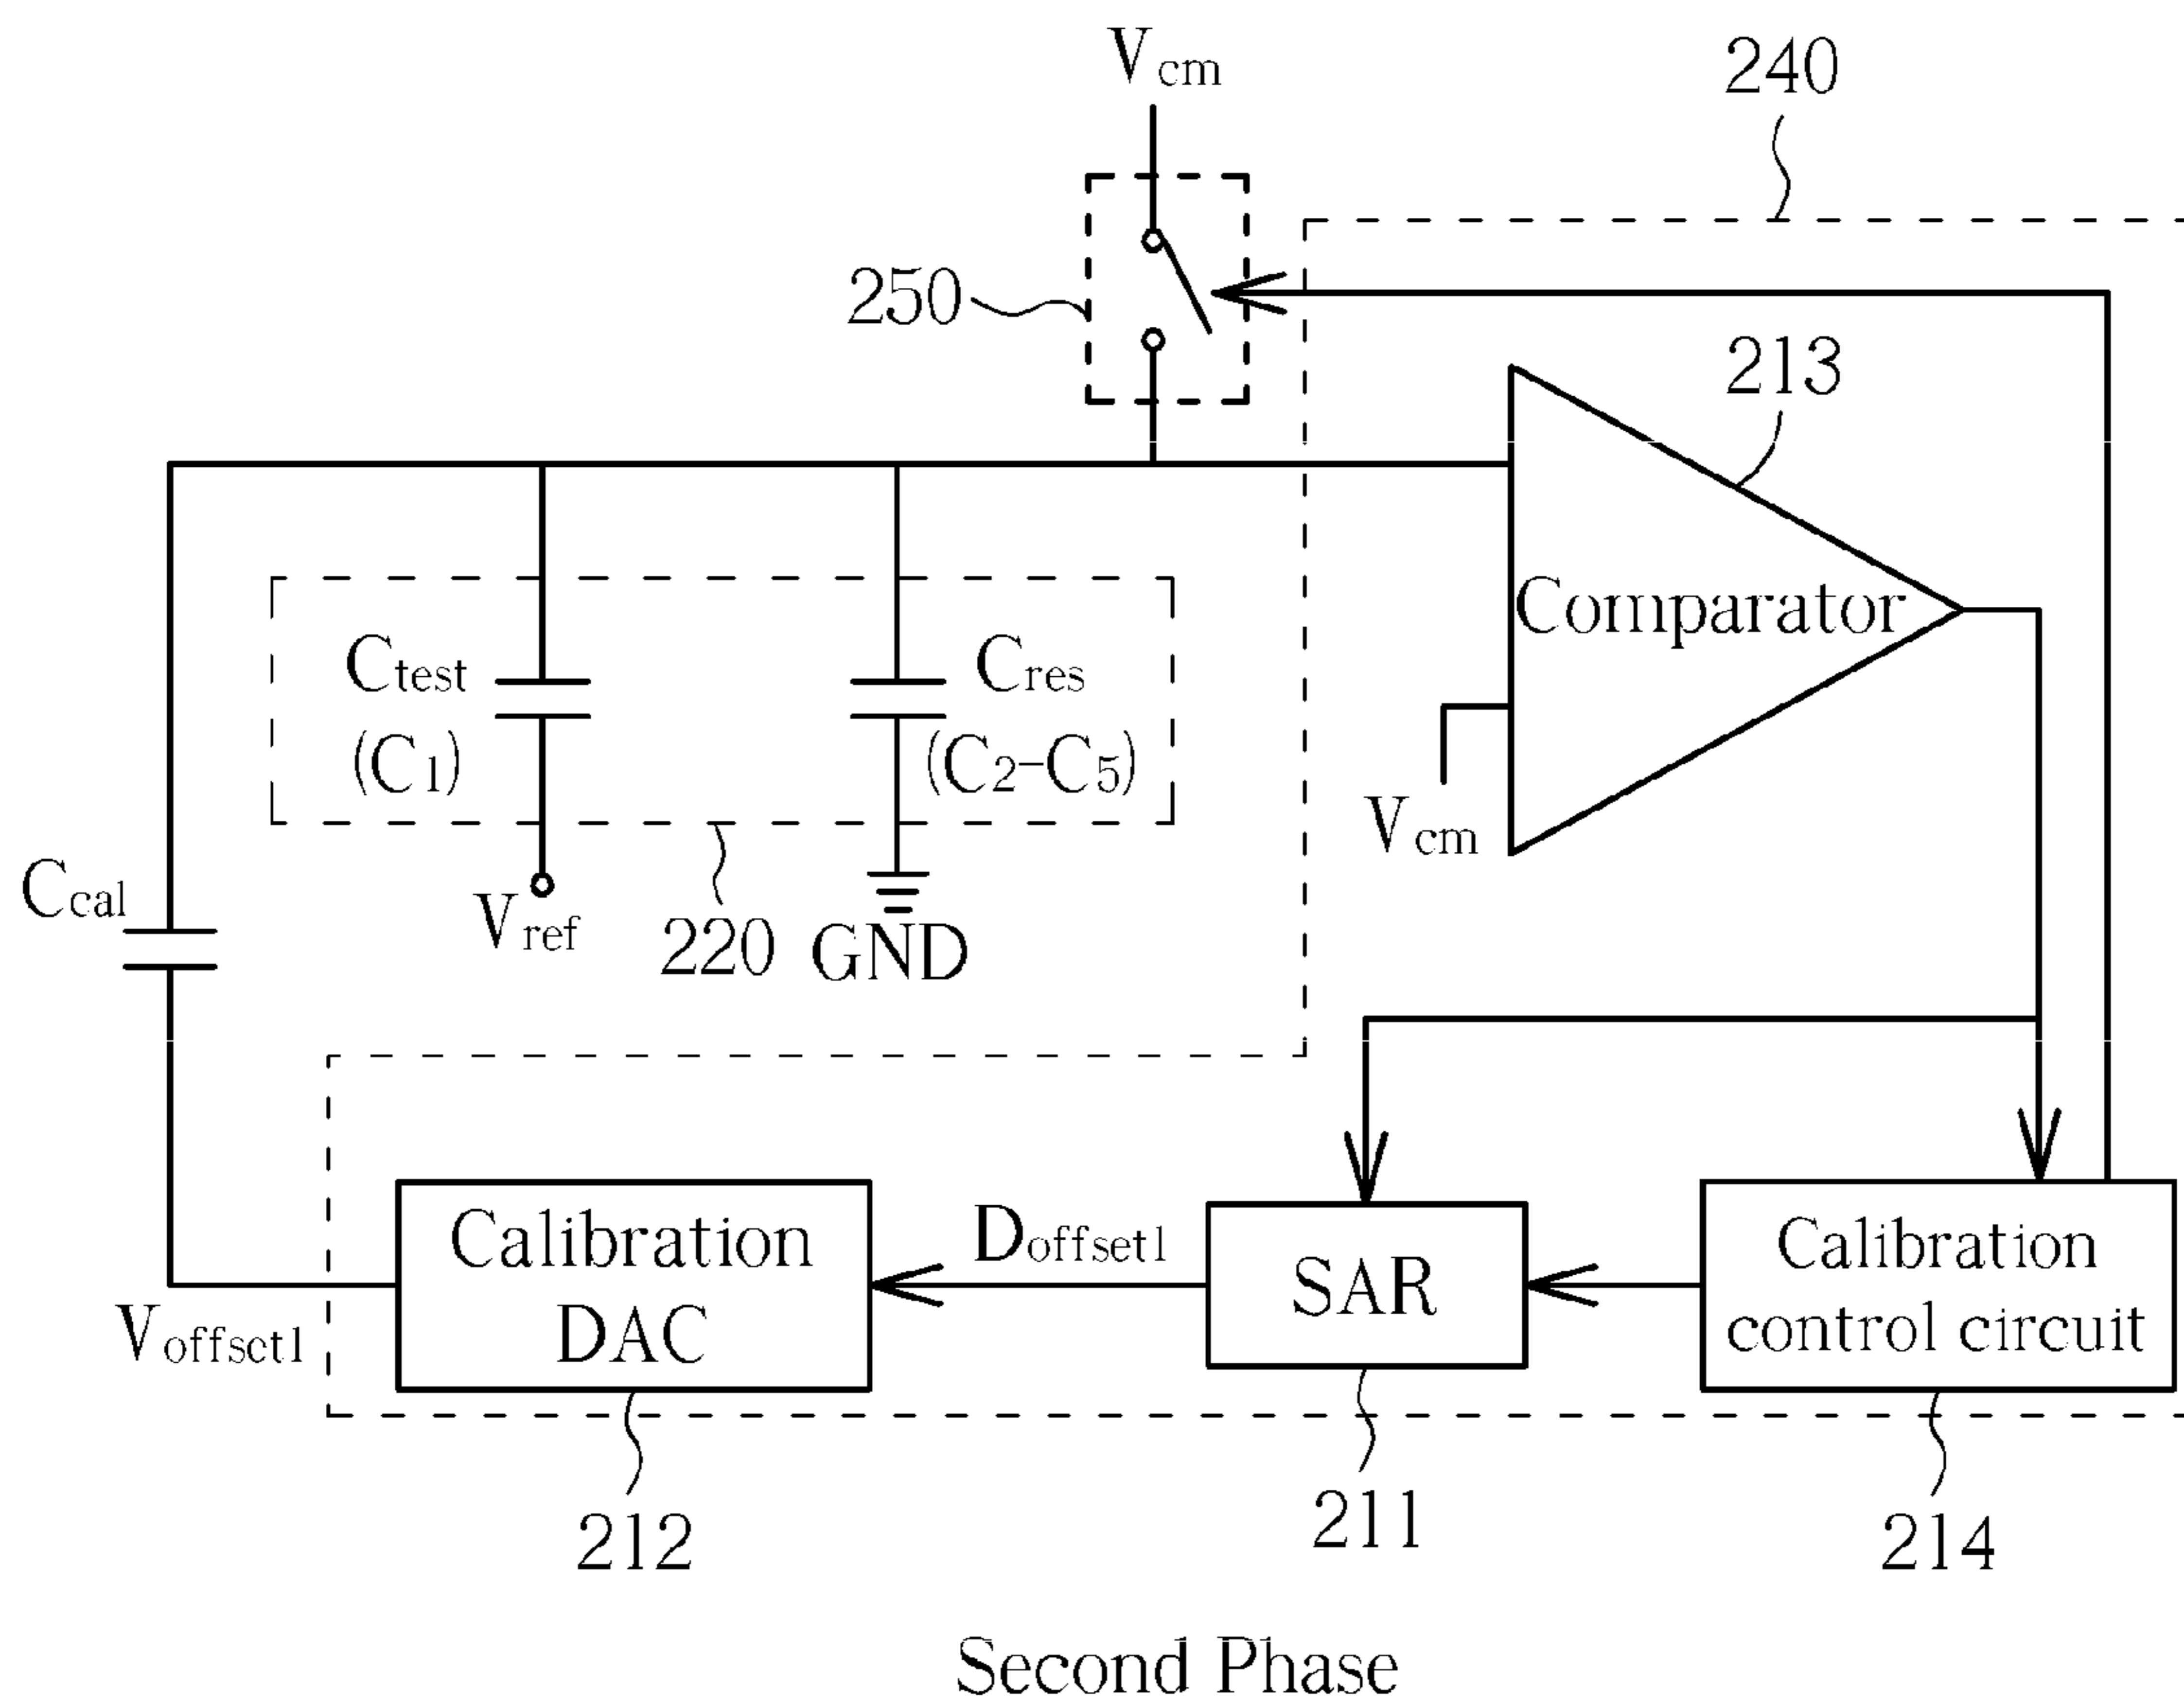 Vcm
240
250
213
Comparator
Ctest
(C1)
Cres
(C2-C5)
Vcm
Ccal
Vref
220
GND
Calibration
DAC
Doffset1
SAR
Calibration
control circuit
Voffset1
212
211
214
Second Phase